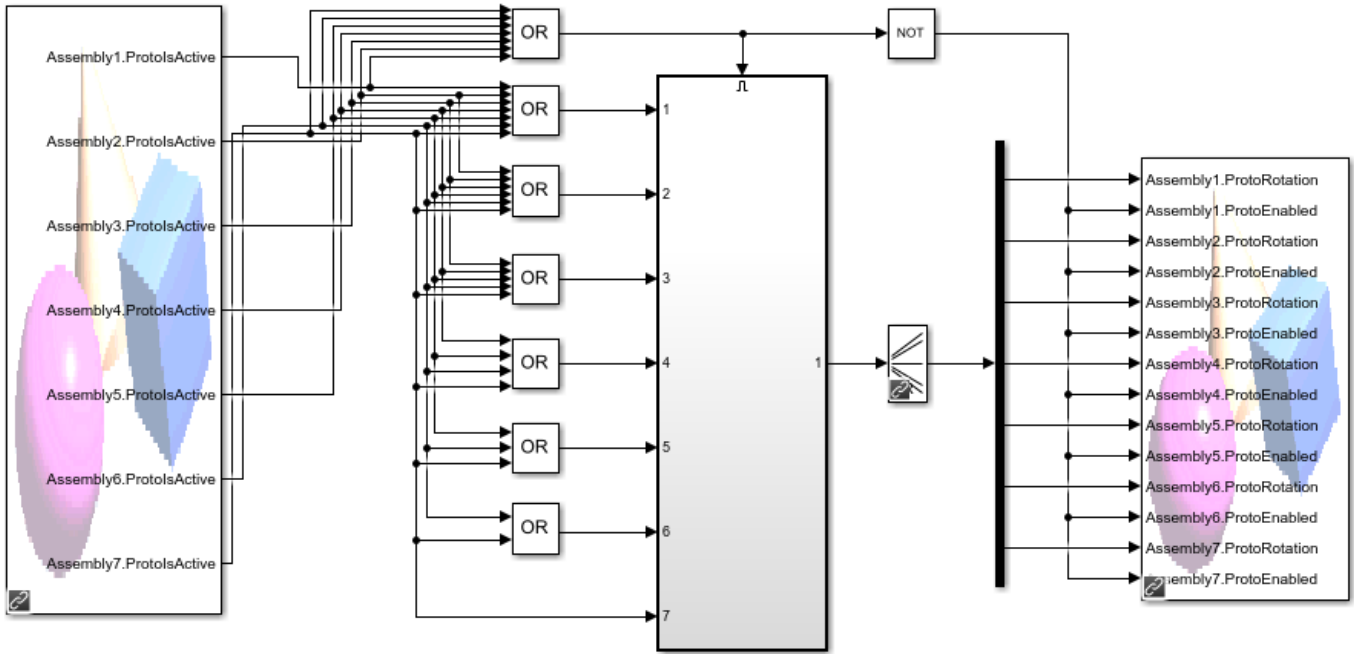 Assembly1.ProtoIsActive
Assembly2.ProtoIsActive
Assembly3.ProtoIsActive
Assembly4.ProtoIsActive
Assembly5.ProtoIsActive
Assembly6.ProtoIsActive
Assembly7.ProtoIsActive
OR
OR
OR
OR
OR
OR
OR
1
2
3
4
5
6
7
1
NOT
Assembly1.ProtoRotation
Assembly1.ProtoEnabled
Assembly2.ProtoRotation
Assembly2.ProtoEnabled
Assembly3.ProtoRotation
Assembly3.ProtoEnabled
Assembly4.ProtoRotation
Assembly4.ProtoEnabled
Assembly5.ProtoRotation
Assembly5.ProtoEnabled
Assembly6.ProtoRotation
Assembly6.ProtoEnabled
Assembly7.ProtoRotation
Assembly7.ProtoEnabled